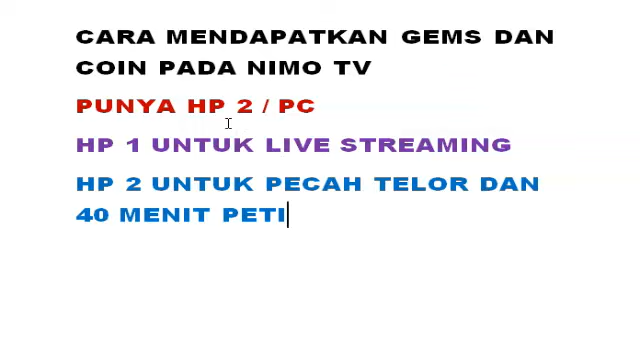 CARA MENDAPATKAN GEMS DAN
COIN PADA NIMO TV
PUNYA HP 2 / PC
HP 1 UNTUK LIVE STREAMING
HP 2 UNTUK PECAH TELOR DAN
40 MENIT PETI